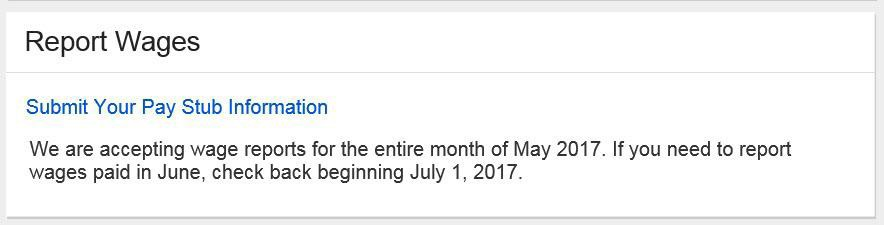 Report Wages
Submit Your Pay Stub Information
We are accepting wage reports for the entire month of May 2017. If you need to report
wages paid in June, check back beginning July 1, 2017.